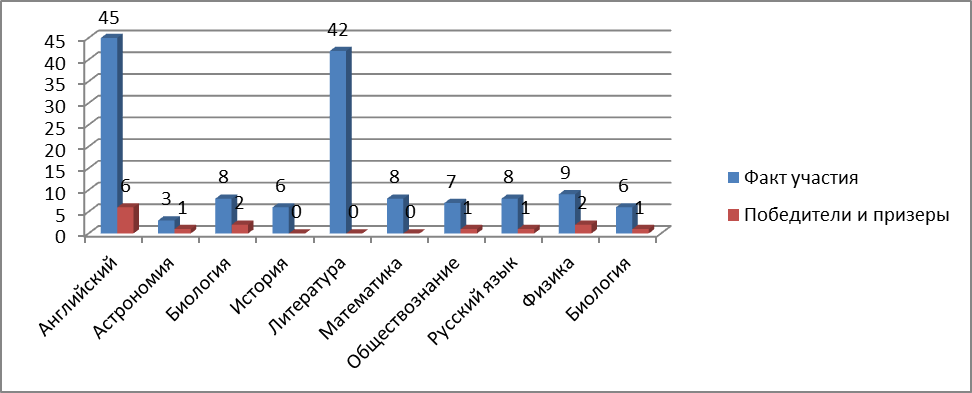 45
42
45
40
35
30
25
20
15
10
5
0
6
3
1
8
2
6
0
0
8
0
7
1
8
1
9
2
6
1
Английский
Астрономия
Биология
История
Литература
Математика
Обществознание
Русский язык
Физика
Биология
Факт участия
Победители и призеры